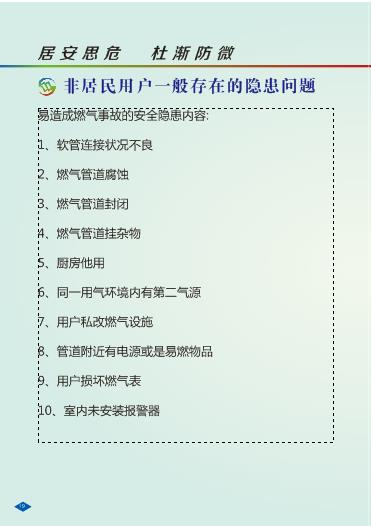 居安思危 杜渐防微
非居民用户一般存在的隐患问题
易造成燃气事故的安全隐患内容:
1、软管连接状况不良
2、燃气管道腐蚀
3、燃气管道封闭
4、燃气管道挂杂物
5、厨房他用
6、同一用气环境内有第二气源
7、用户私改燃气设施
8、管道附近有电源或是易燃物品
9、用户损坏燃气表
10、室内未安装报警器
19